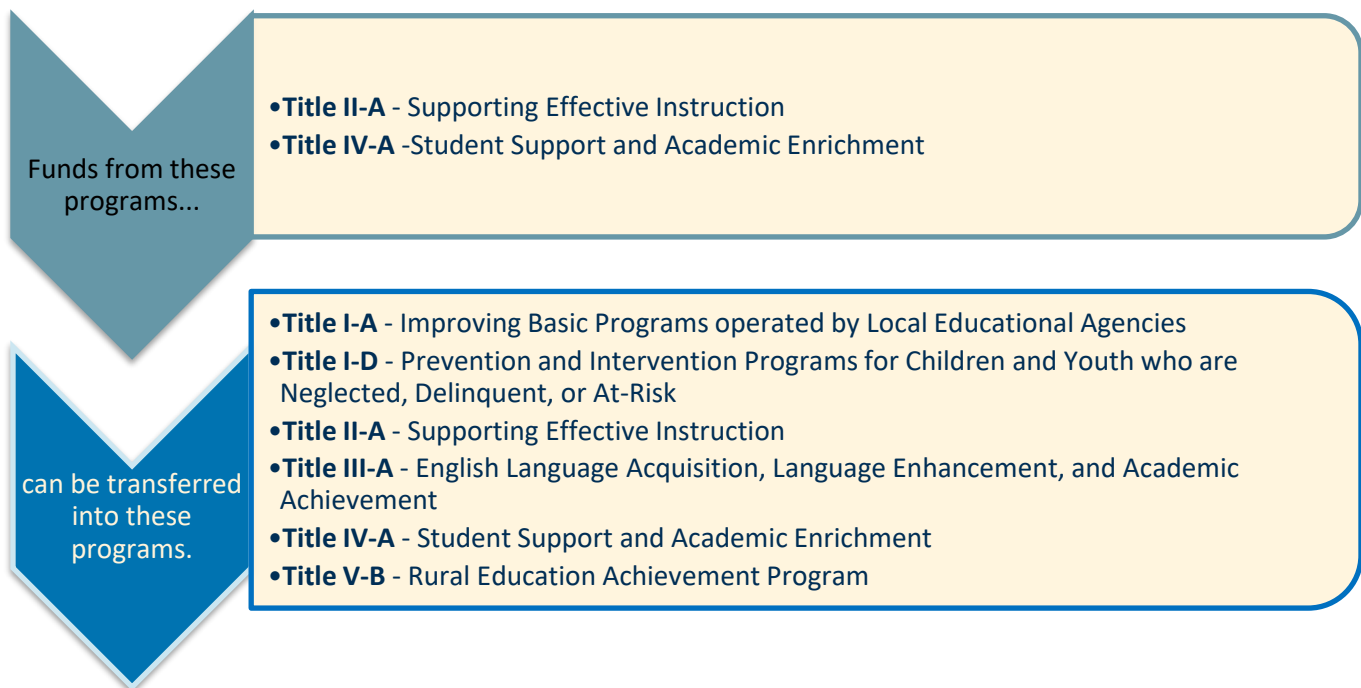 Funds from these
programs...
•Title II-A - Supporting Effective Instruction
•Title IV-A -Student Support and Academic Enrichment
can be transferred
into these
programs.
•Title I-A - Improving Basic Programs operated by Local Educational Agencies
•Title I-D - Prevention and Intervention Programs for Children and Youth who are
Neglected, Delinquent, or At-Risk
•Title II-A - Supporting Effective Instruction
•Title III-A - English Language Acquisition, Language Enhancement, and Academic
Achievement
•Title IV-A - Student Support and Academic Enrichment
•Title V-B - Rural Education Achievement Program